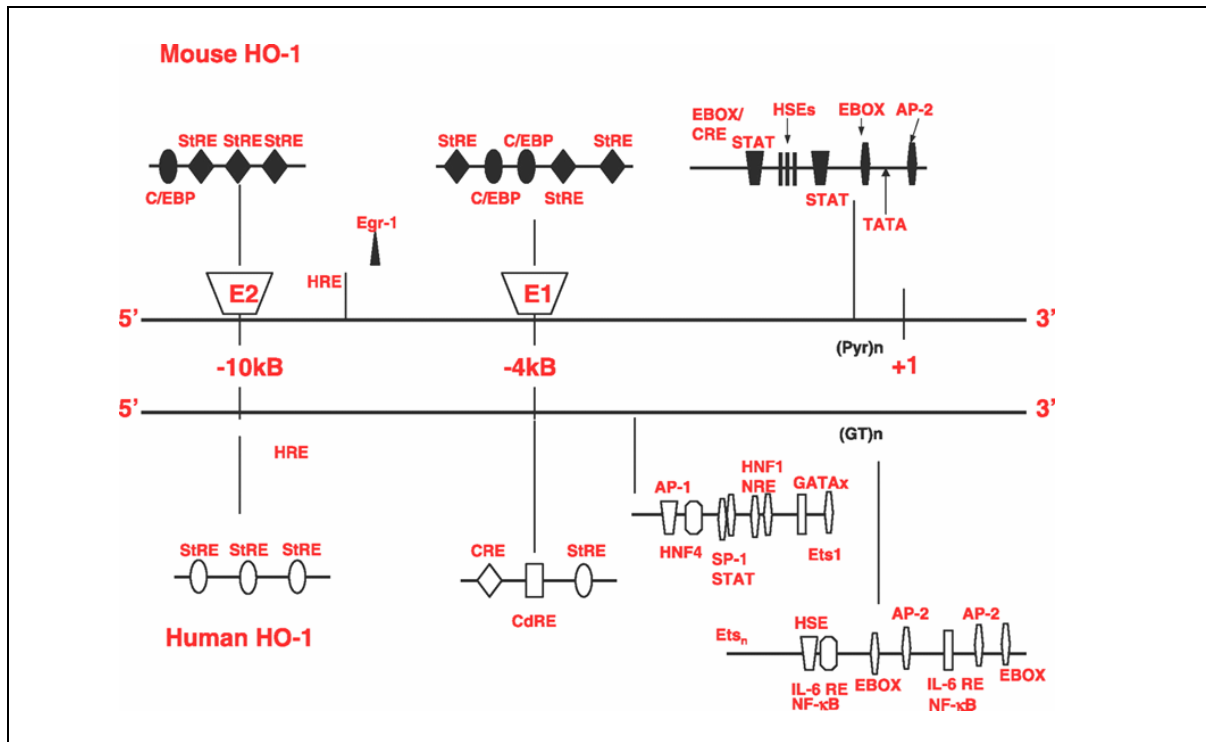 Mouse HO-1
StRE StRE StRE
C/EBP
StRE C/EBP StRE
C/EBP StRE
EBOX/ CRE
STAT
HSEs
EBOX
AP-2
STAT
TATA
Egr-1
HRE
E2
E1
5’ 3’
(Pyr)n
-10kB -4kB +1
5’ 3’
(GT)n
HRE
StRE StRE StRE
Human HO-1
CRE StRE
CdRE
AP-1
HNF1
NRE
GATAx
HNF4
SP-1
STAT
Ets1
Etsn
HSE
AP-2
AP-2
IL-6 RE
NF-κB
EBOX
IL-6 RE
NF-κB
EBOX